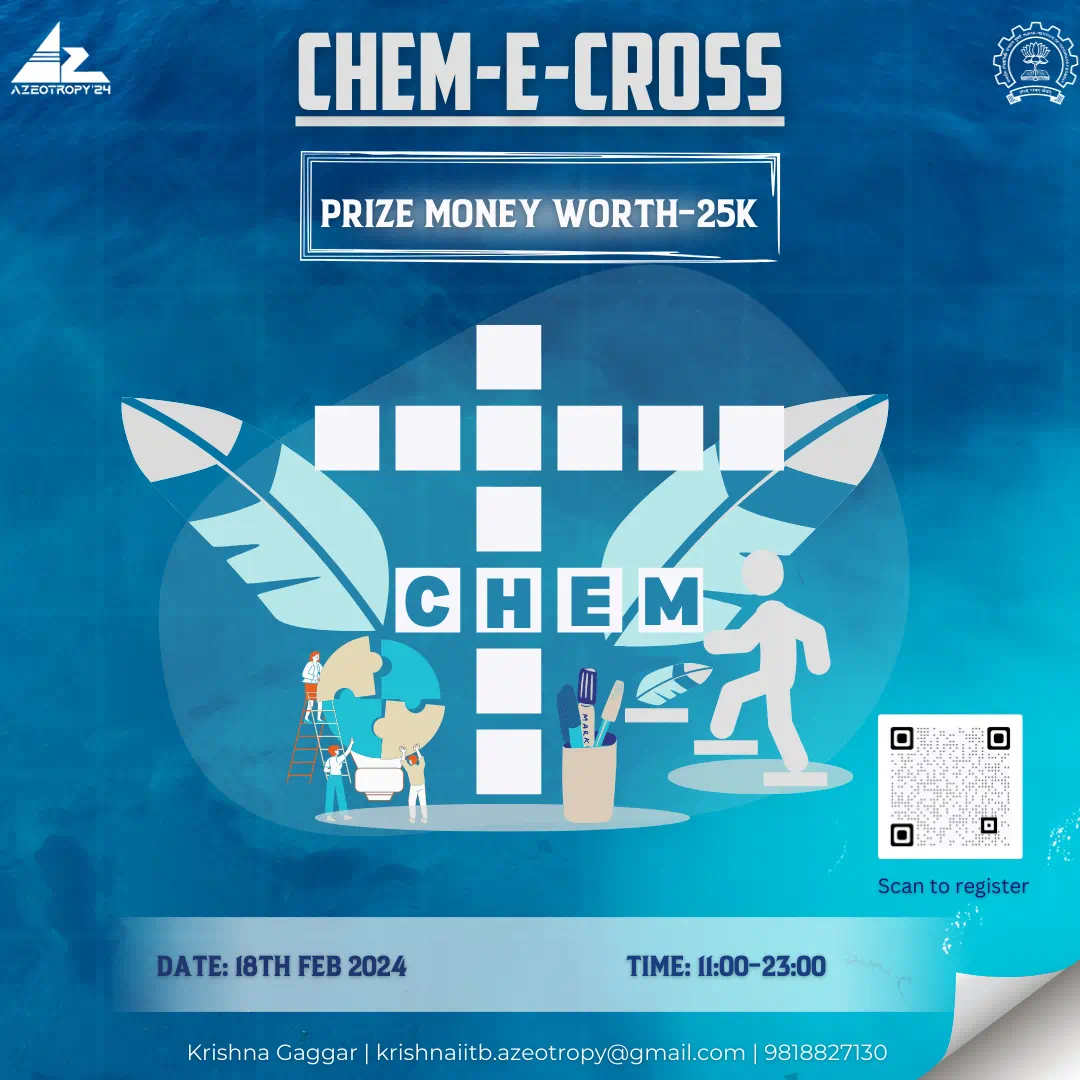 AZEOTROPY'24
CHEM-E-CROSS
PRIZE MONEY WORTH-25K
CHEM
MARK
Scan to register
DATE: 18TH FEB 2024
TIME: 11:00-23:00
Krishna Gaggar | krishnaiitb.azeotropy@gmail.com | 9818827130